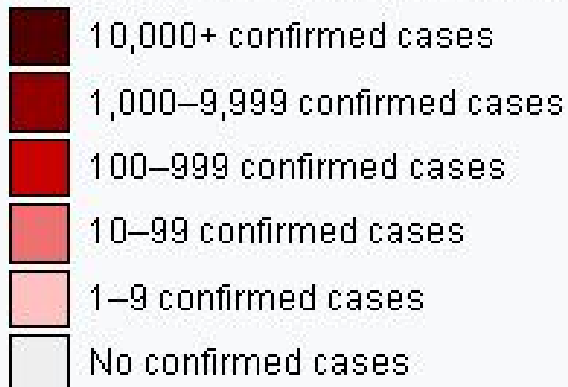 10,000+ confirmed cases
1,000–9,999 confirmed cases
100–999 confirmed cases
10–99 confirmed cases
1–9 confirmed cases
No confirmed cases